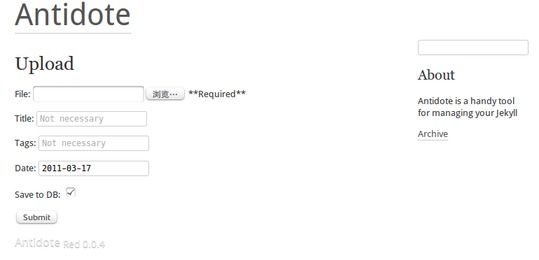 Antidote
Upload
File: 浏览… **Required**
Title: Not necessary
Tags: Not necessary
Date: 2011-03-17
Save to DB:
Submit
Antidote Red 0.0.4
About
Antidote is a handy tool
for managing your Jekyll
Archive